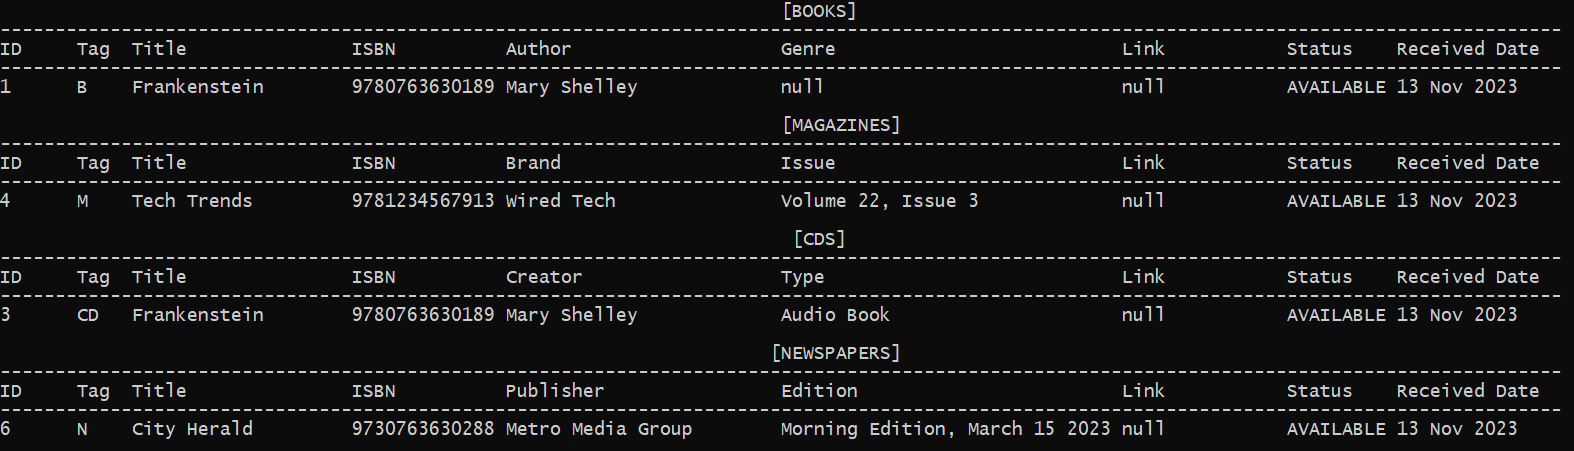 [BOOKS]
----------------------------------------------------------------------------------------------------------------------------------------------
ID     Tag  Title               ISBN          Author                   Genre                          Link           Status    Received Date
----------------------------------------------------------------------------------------------------------------------------------------------
1      B    Frankenstein        9780763630189 Mary Shelley             null                           null           AVAILABLE 13 Nov 2023
[MAGAZINES]
----------------------------------------------------------------------------------------------------------------------------------------------
ID     Tag  Title               ISBN          Brand                    Issue                          Link           Status    Received Date
----------------------------------------------------------------------------------------------------------------------------------------------
4      M    Tech Trends         9781234567913 Wired Tech               Volume 22, Issue 3             null           AVAILABLE 13 Nov 2023
[CDS]
----------------------------------------------------------------------------------------------------------------------------------------------
ID     Tag  Title               ISBN          Creator                  Type                           Link           Status    Received Date
----------------------------------------------------------------------------------------------------------------------------------------------
3      CD   Frankenstein        9780763630189 Mary Shelley             Audio Book                     null           AVAILABLE 13 Nov 2023
[NEWSPAPERS]
----------------------------------------------------------------------------------------------------------------------------------------------
ID     Tag  Title               ISBN          Publisher                Edition                        Link           Status    Received Date
----------------------------------------------------------------------------------------------------------------------------------------------
6      N    City Herald         9730763630288 Metro Media Group        Morning Edition, March 15 2023 null           AVAILABLE 13 Nov 2023